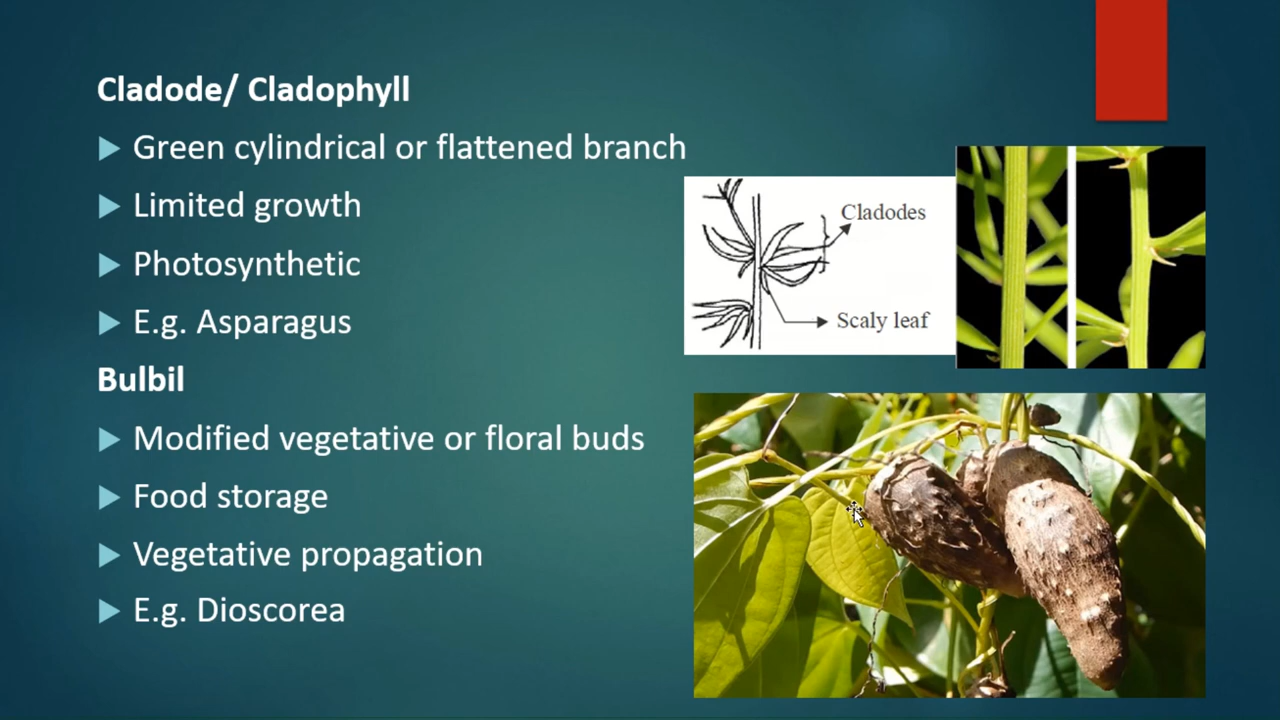 Cladode/ Cladophyll
Green cylindrical or flattened branch
Limited growth
Photosynthetic
E.g. Asparagus
Bulbil
Modified vegetative or floral buds
Food storage
Vegetative propagation
E.g. Dioscorea
Cladodes
Scaly leaf